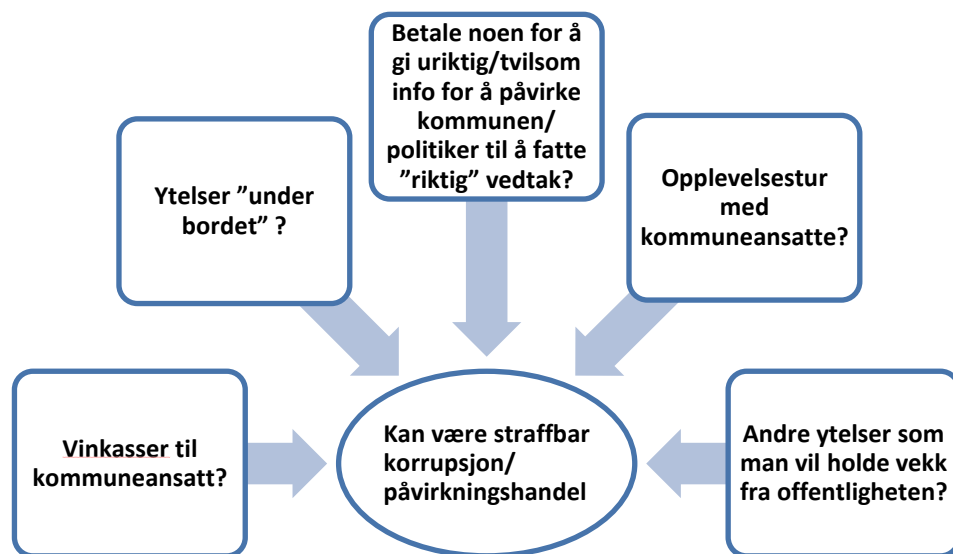 Betale noen for å
gi uriktig/tvilsom
info for å påvirke
kommunen/
politiker til å fatte
”riktig” vedtak?
Ytelser ”under
bordet” ?
Opplevelsestur
med
kommuneansatte?
Vinkasser til
kommuneansatt?
Kan være straffbar
korrupsjon/
påvirkningshandel
Andre ytelser som
man vil holde vekk
fra offentligheten?